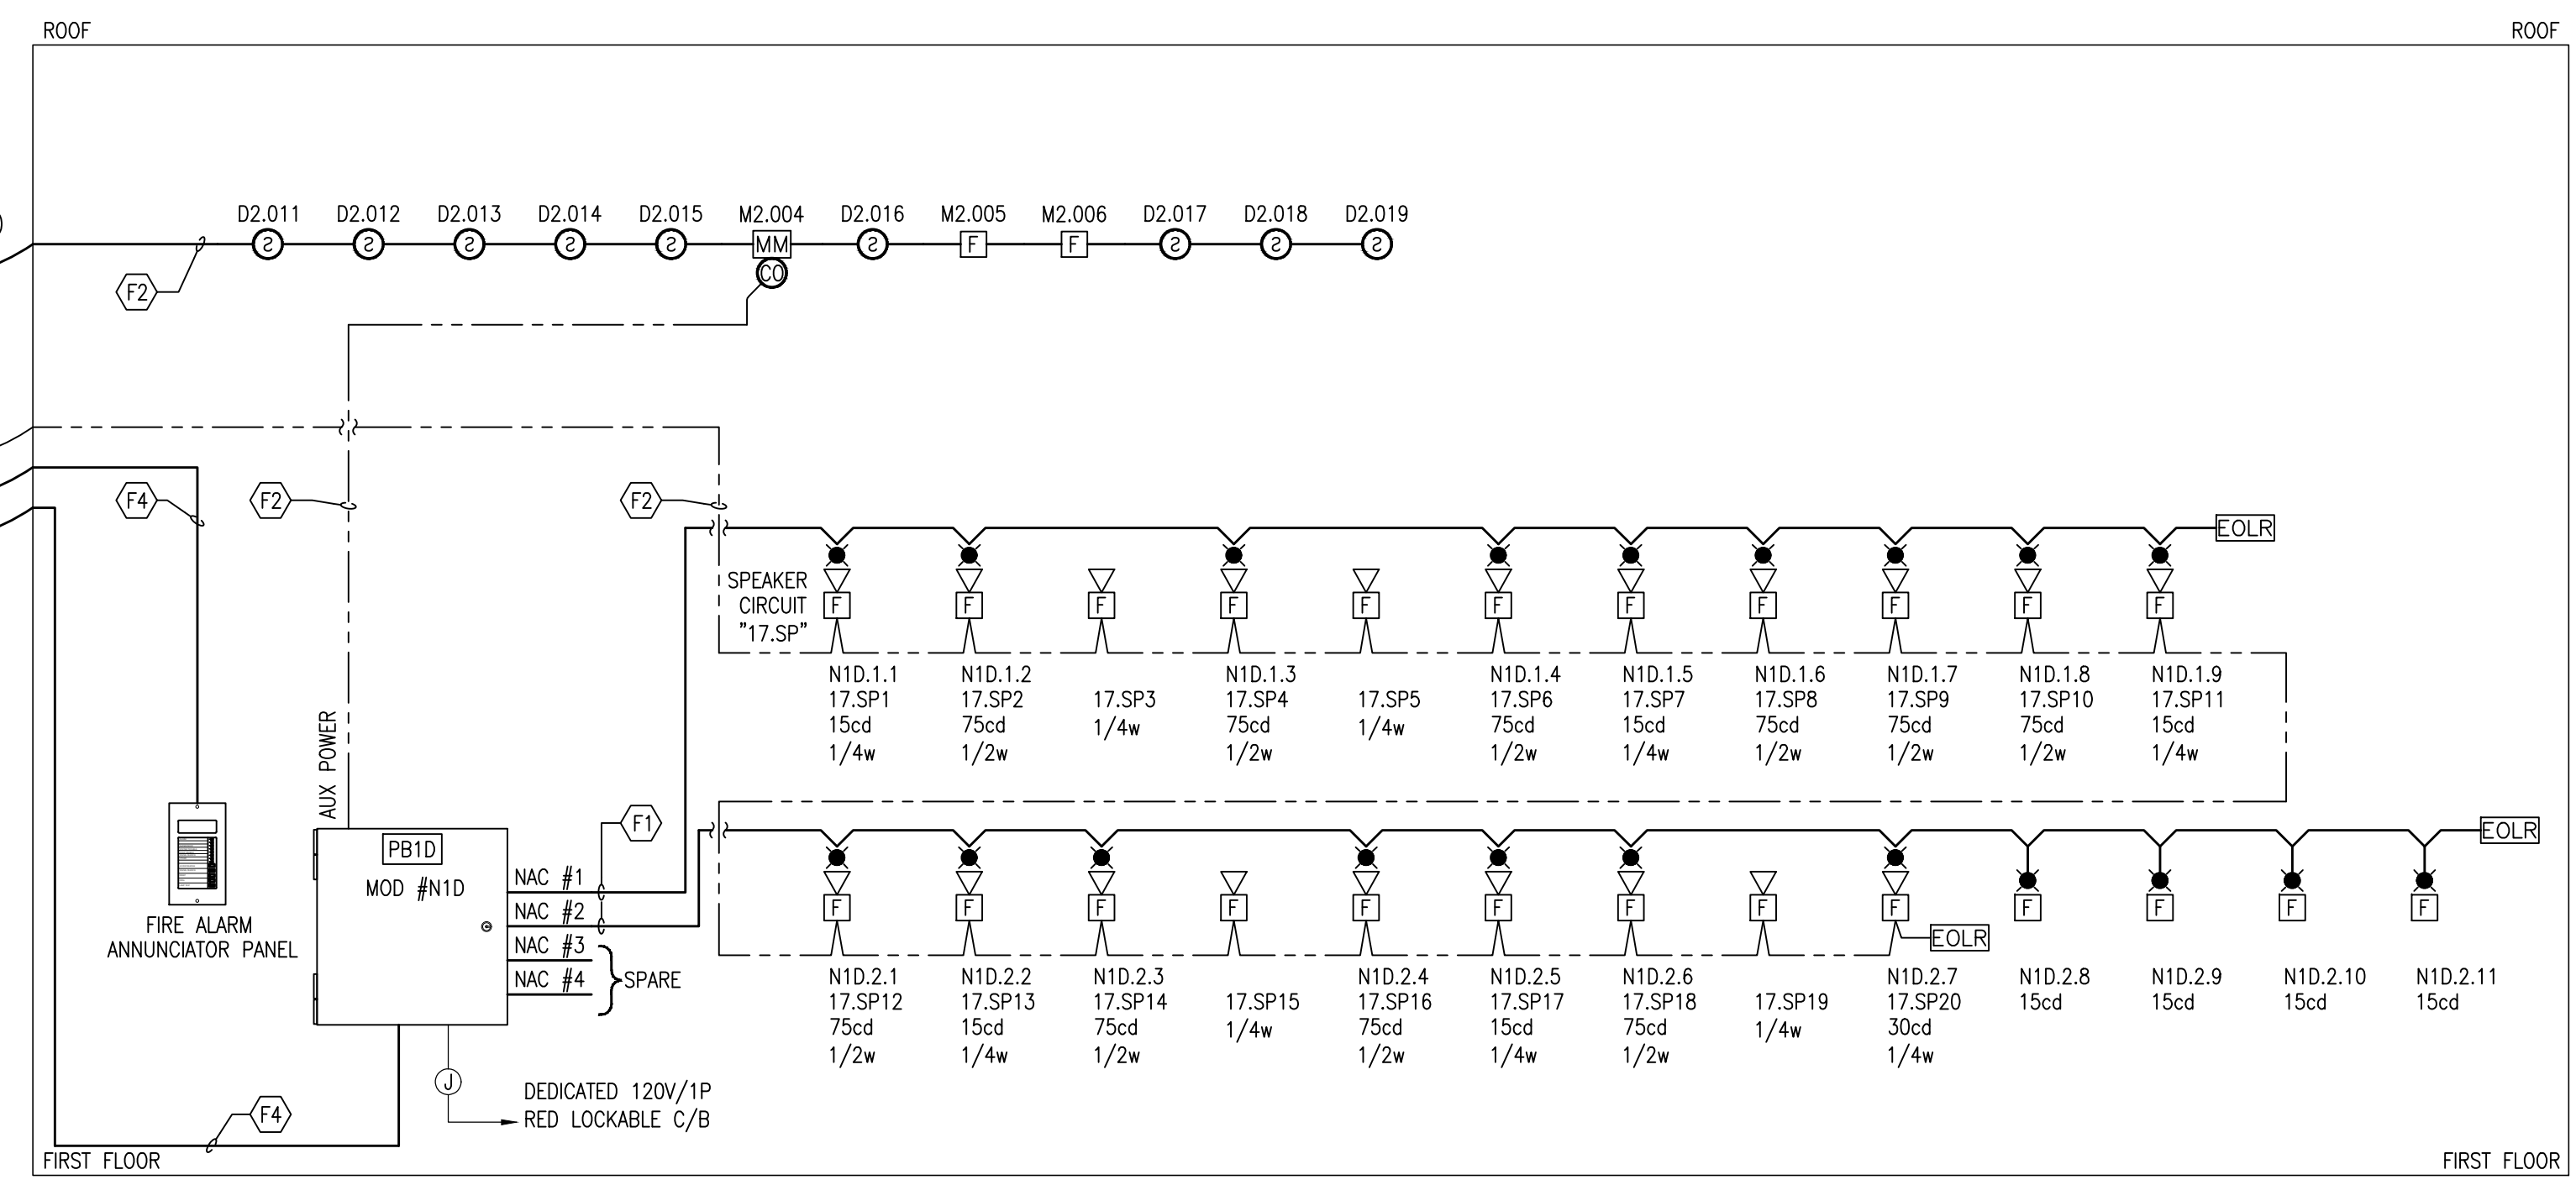 ROOF ROOF
D2.011 D2.012 D2.013 D2.014 D2.015 M2.004 D2.016 M2.005 M2.006 D2.017 D2.018 D2.019
S S S S S MM S F F S S S
CO
F2
F4 F2 F2
EOLR
SPEAKER
CIRCUIT
"17.SP"
F F F F F F F F F F F
N1D.1.1 N1D.1.2 N1D.1.3 N1D.1.4 N1D.1.5 N1D.1.6 N1D.1.7 N1D.1.8 N1D.1.9
17.SP1 17.SP2 17.SP3 17.SP4 17.SP5 17.SP6 17.SP7 17.SP8 17.SP9 17.SP10 17.SP11
15cd 75cd 1/4w 75cd 1/4w 75cd 15cd 75cd 75cd 75cd 15cd
1/4w 1/2w 1/2w 1/2w 1/4w 1/2w 1/2w 1/2w 1/4w
AUX POWER
F1
EOLR
PB1D
MOD #N1D
NAC #1
NAC #2
NAC #3
NAC #4
SPARE
FIRE ALARM
ANNUNCIATOR PANEL
F F F F F F F F F F F F F
EOLR
N1D.2.1 N1D.2.2 N1D.2.3 N1D.2.4 N1D.2.5 N1D.2.6 N1D.2.7 N1D.2.8 N1D.2.9 N1D.2.10 N1D.2.11
17.SP12 17.SP13 17.SP14 17.SP15 17.SP16 17.SP17 17.SP18 17.SP19 17.SP20 15cd 15cd 15cd 15cd
75cd 15cd 75cd 1/4w 75cd 15cd 75cd 1/4w 30cd
1/2w 1/4w 1/2w 1/2w 1/4w 1/2w 1/4w
J
DEDICATED 120V/1P
RED LOCKABLE C/B
F4
FIRST FLOOR FIRST FLOOR